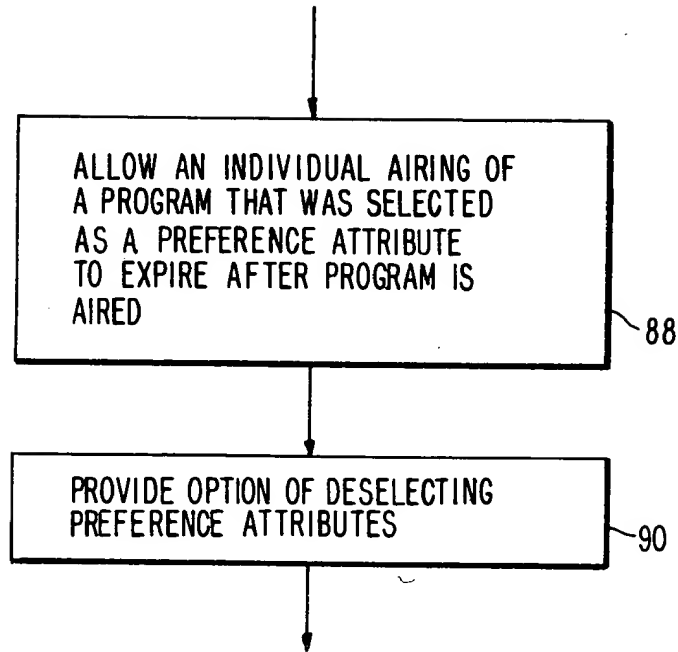 ALLOW AN INDIVIDUAL AIRING OF
A PROGRAM THAT WAS SELECTED
AS A PREFERENCE ATTRIBUTE
TO EXPIRE AFTER PROGRAM IS
AIRED
88
PROVIDE OPTION OF DESELECTING
PREFERENCE ATTRIBUTES
90